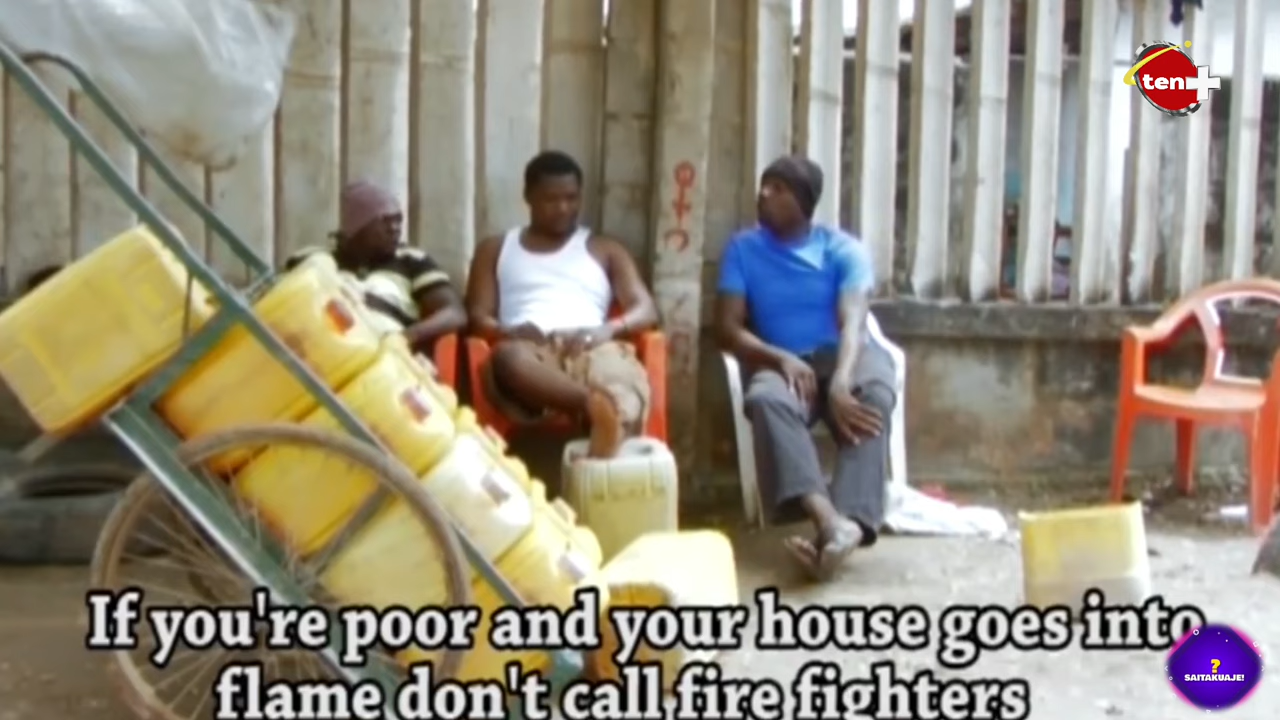 ten+
If you're poor and your house goes into
flame don't call fire fighters
?
SAITAKUAJE!